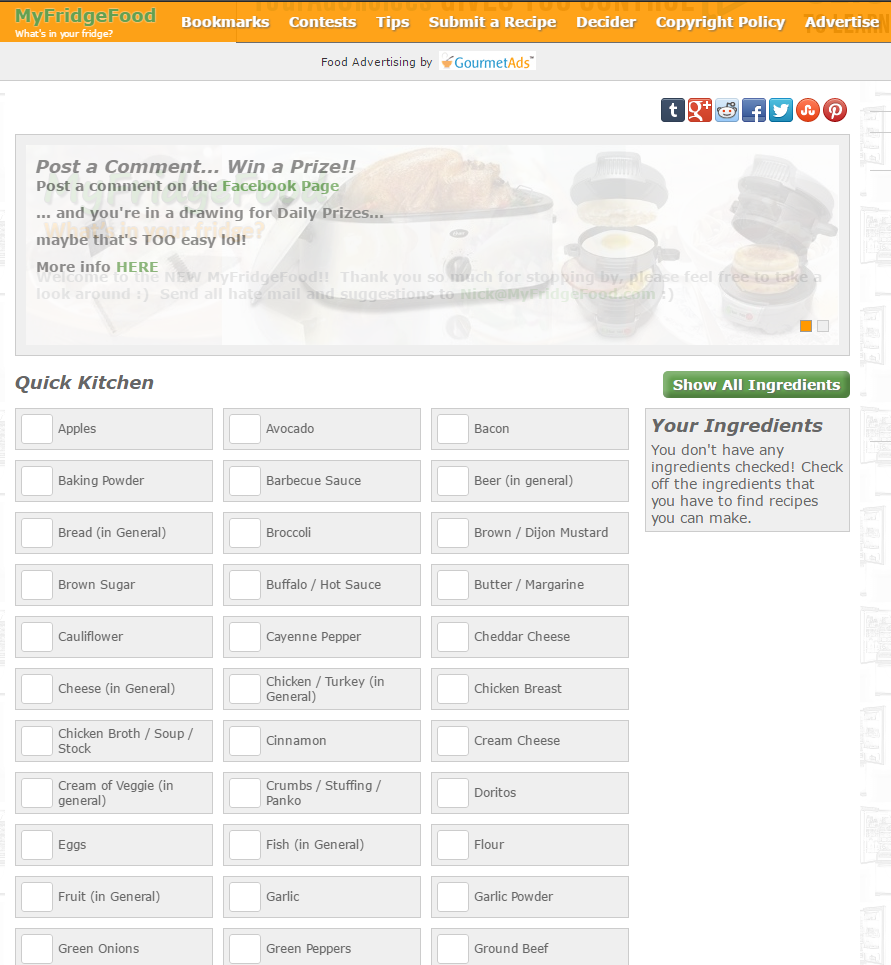 MyFridgeFood
What's in your fridge?
Bookmarks Contests Tips Submit a Recipe Decider Copyright Policy Advertise
Food Advertising by GourmetAds™
Post a Comment... Win a Prize!!
Post a comment on the Facebook Page
... and you're in a drawing for Daily Prizes...
maybe that's TOO easy lol!
More info HERE
MyFridgeFood
What's in your fridge?
Welcome to the NEW MyFridgeFood!! Thank you so much for stopping by, please feel free to take a
look around :) Send all hate mail and suggestions to Nick@MyFridgeFood.com :)
Quick Kitchen
Show All Ingredients
Apples Avocado Bacon
Baking Powder Barbecue Sauce Beer (in general)
Bread (in General) Broccoli Brown / Dijon Mustard
Brown Sugar Buffalo / Hot Sauce Butter / Margarine
Cauliflower Cayenne Pepper Cheddar Cheese
Cheese (in General) Chicken / Turkey (in
General) Chicken Breast
Chicken Broth / Soup /
Stock Cinnamon Cream Cheese
Cream of Veggie (in
general) Crumbs / Stuffing /
Panko Doritos
Eggs Fish (in General) Flour
Fruit (in General) Garlic Garlic Powder
Green Onions Green Peppers Ground Beef
Your Ingredients
You don't have any
ingredients checked! Check
off the ingredients that
you have to find recipes
you can make.